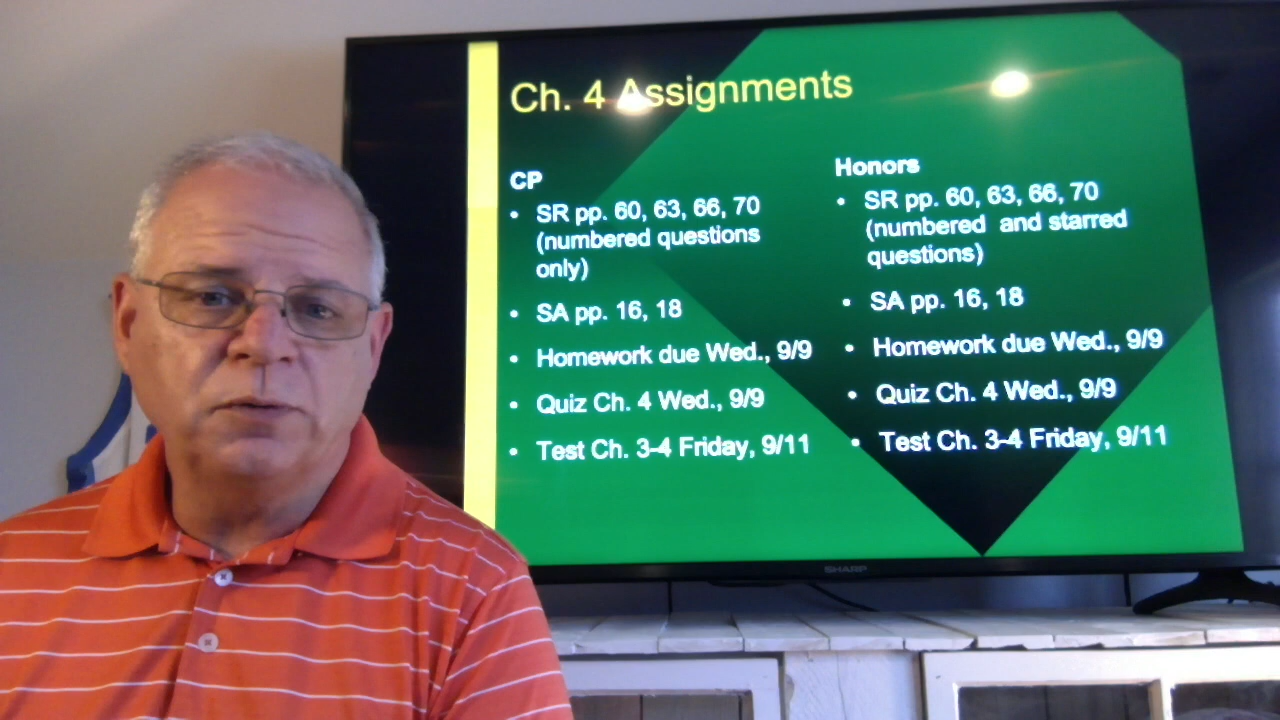 Ch. 4 Assignments
CP
• SR pp. 60, 63, 66, 70
(numbered questions
only)
• SA pp. 16, 18
• Homework due Wed., 9/9
• Quiz Ch. 4 Wed., 9/9
• Test Ch. 3-4 Friday, 9/11
Honors
• SR pp. 60, 63, 66, 70
(numbered and starred
questions)
• SA pp. 16, 18
• Homework due Wed., 9/9
• Quiz Ch. 4 Wed., 9/9
• Test Ch. 3-4 Friday, 9/11
SHARP